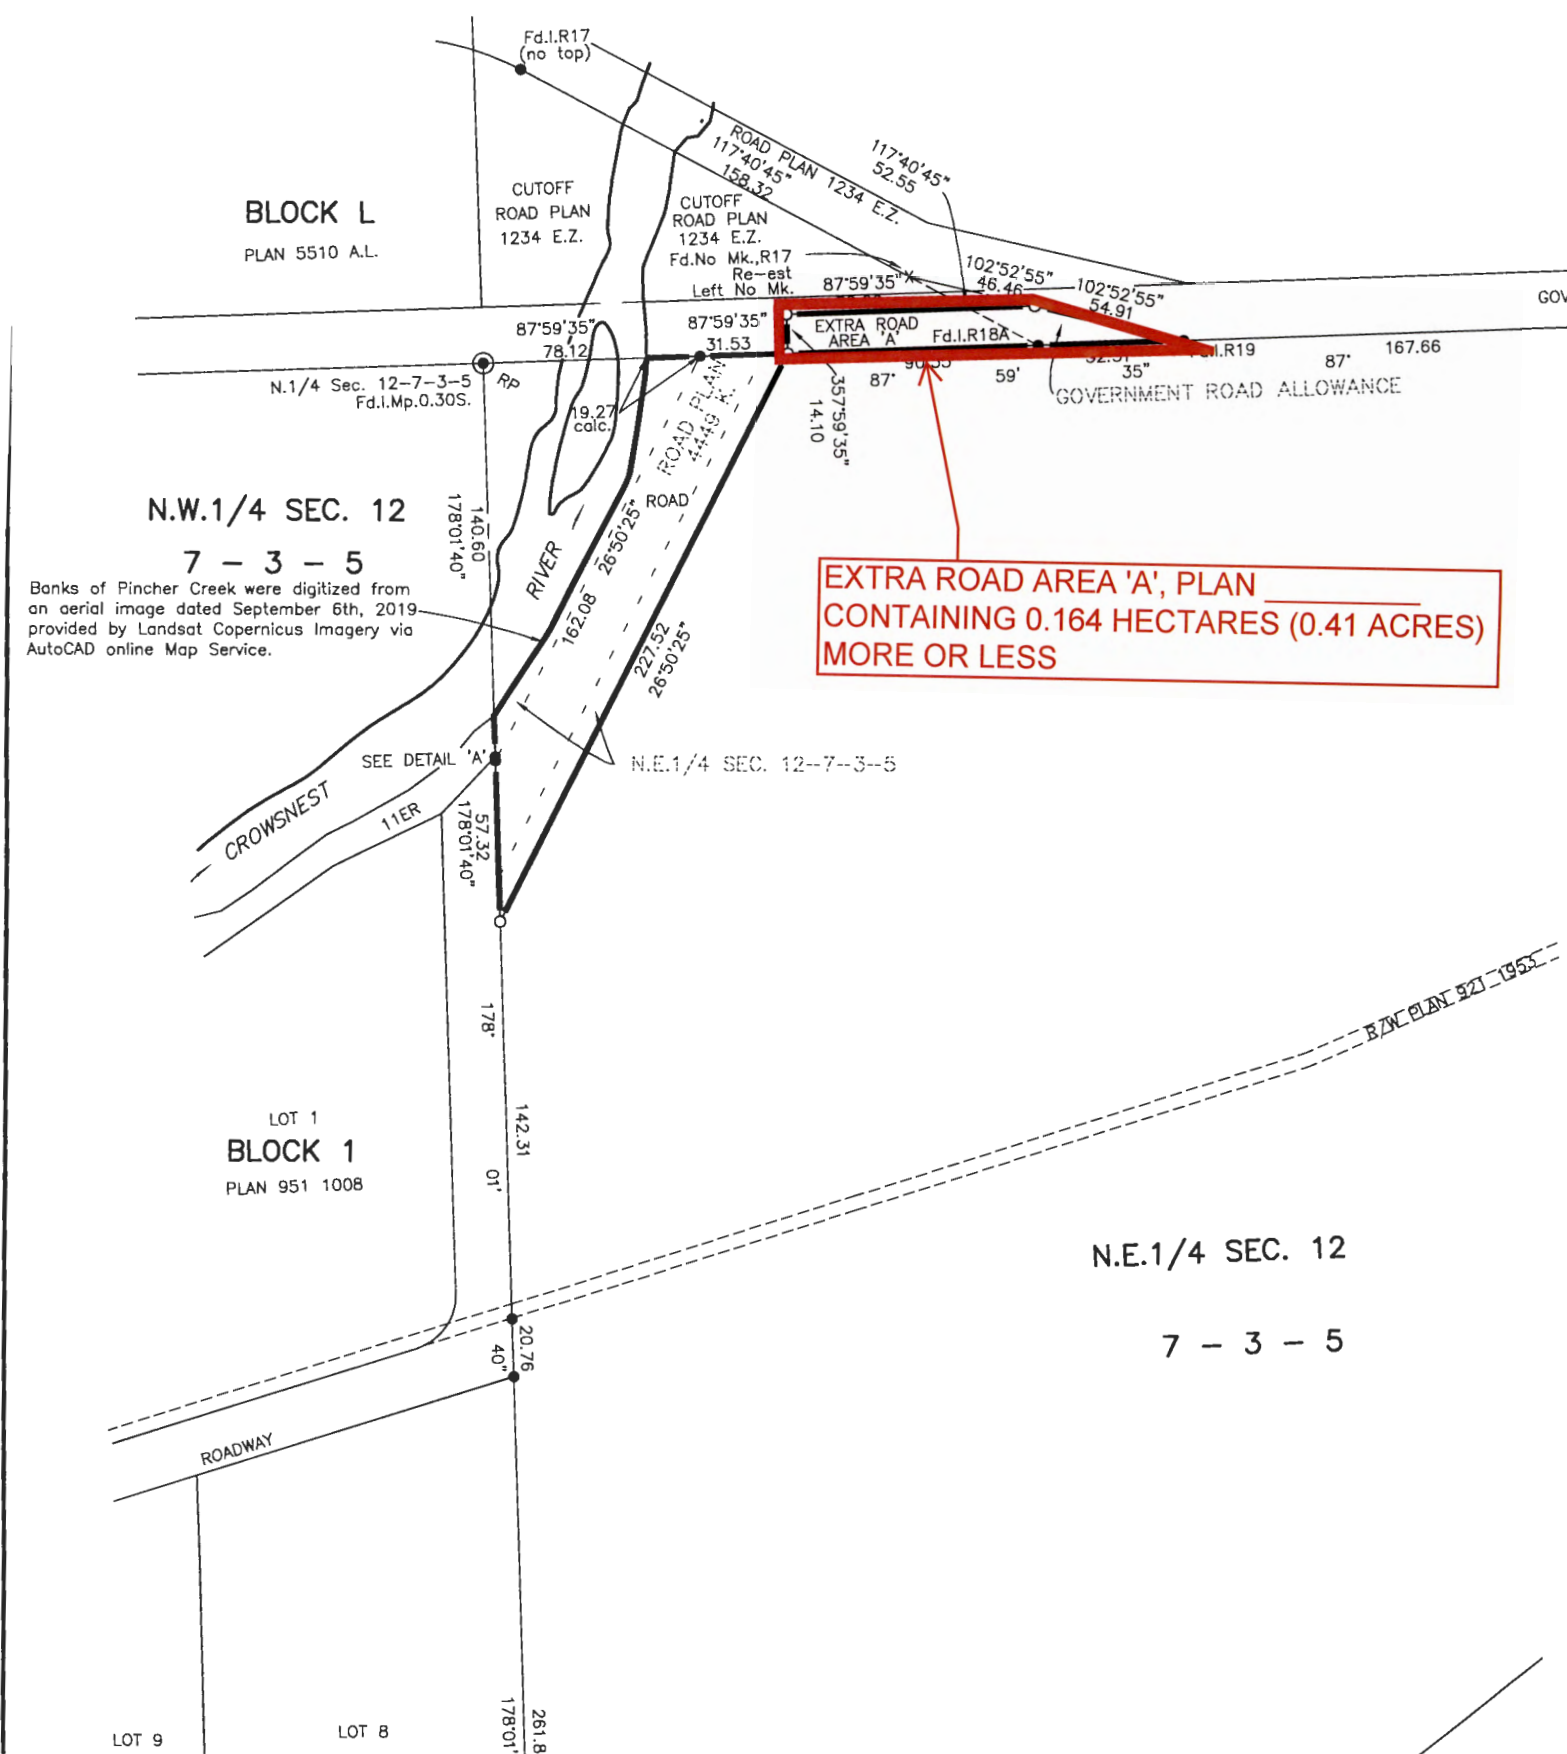 Fd.I.R17
(no top)
ROAD PLAN 1234 E.Z.
117°40'45"
158.32
117°40'45"
52.55
BLOCK L
PLAN 5510 A.L.
CUTOFF
ROAD PLAN
1234 E.Z.
CUTOFF
ROAD PLAN
1234 E.Z.
Fd.No Mk.,R17
Re-est
Left No Mk.
87°59'35"
102°52'55"
46.46
102°52'55"
54.91
GOV
87°59'35"
78.12
87°59'35"
31.53
EXTRA ROAD
AREA 'A'
Fd.I.R18A
R19
87°
59'
35"
87°
167.66
GOVERNMENT ROAD ALLOWANCE
N.1/4 Sec. 12-7-3-5
Fd.I.Mp.0.30S.
RP
19.27
calc.
ROAD PLAN
4449
ROAD
357°59'35"
14.10
N.W.1/4 SEC. 12
7 - 3 - 5
140.60
178°01'40"
Banks of Pincher Creek were digitized from
an aerial image dated September 6th, 2019
provided by Landsat Copernicus Imagery via
AutoCAD online Map Service.
RIVER
162.08
26°50'25"
227.52
26°50'25"
EXTRA ROAD AREA 'A', PLAN ________
CONTAINING 0.164 HECTARES (0.41 ACRES)
MORE OR LESS
SEE DETAIL 'A'
N.E.1/4 SEC. 12--7--3--5
CROWSNEST
11ER
57.32
178°01'40"
R/W PLAN 921 1953
178°
142.31
01'
LOT 1
BLOCK 1
PLAN 951 1008
N.E.1/4 SEC. 12
7 - 3 - 5
20.76
40"
ROADWAY
LOT 9
LOT 8
261.8
178°01'